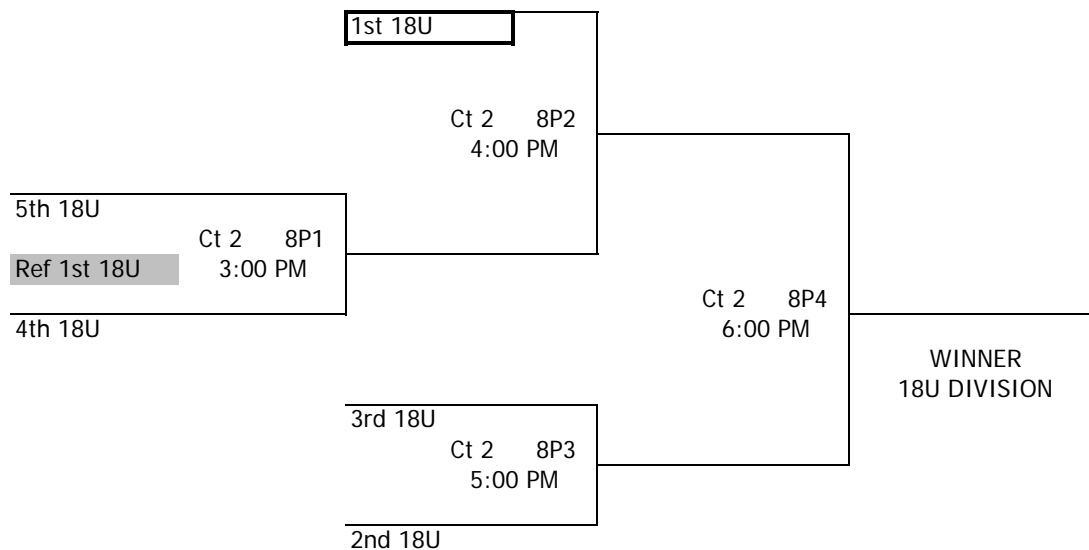 1st 18U
Ct 2 8P2
4:00 PM
5th 18U
Ct 2 8P1
Ref 1st 18U 3:00 PM
4th 18U
Ct 2 8P4
6:00 PM
WINNER
18U DIVISION
3rd 18U
Ct 2 8P3
5:00 PM
2nd 18U